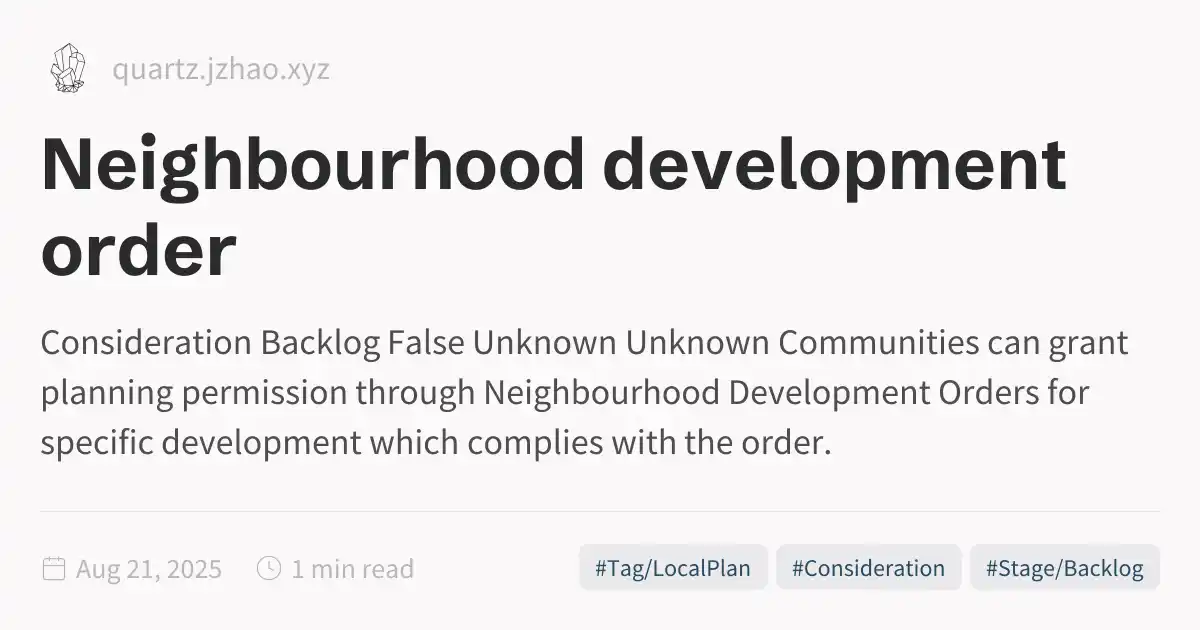 quartz.jzhao.xyz
Neighbourhood development
order
Consideration Backlog False Unknown Unknown Communities can grant
planning permission through Neighbourhood Development Orders for
specific development which complies with the order.
Aug 21, 2025 1 min read #Tag/LocalPlan #Consideration #Stage/Backlog